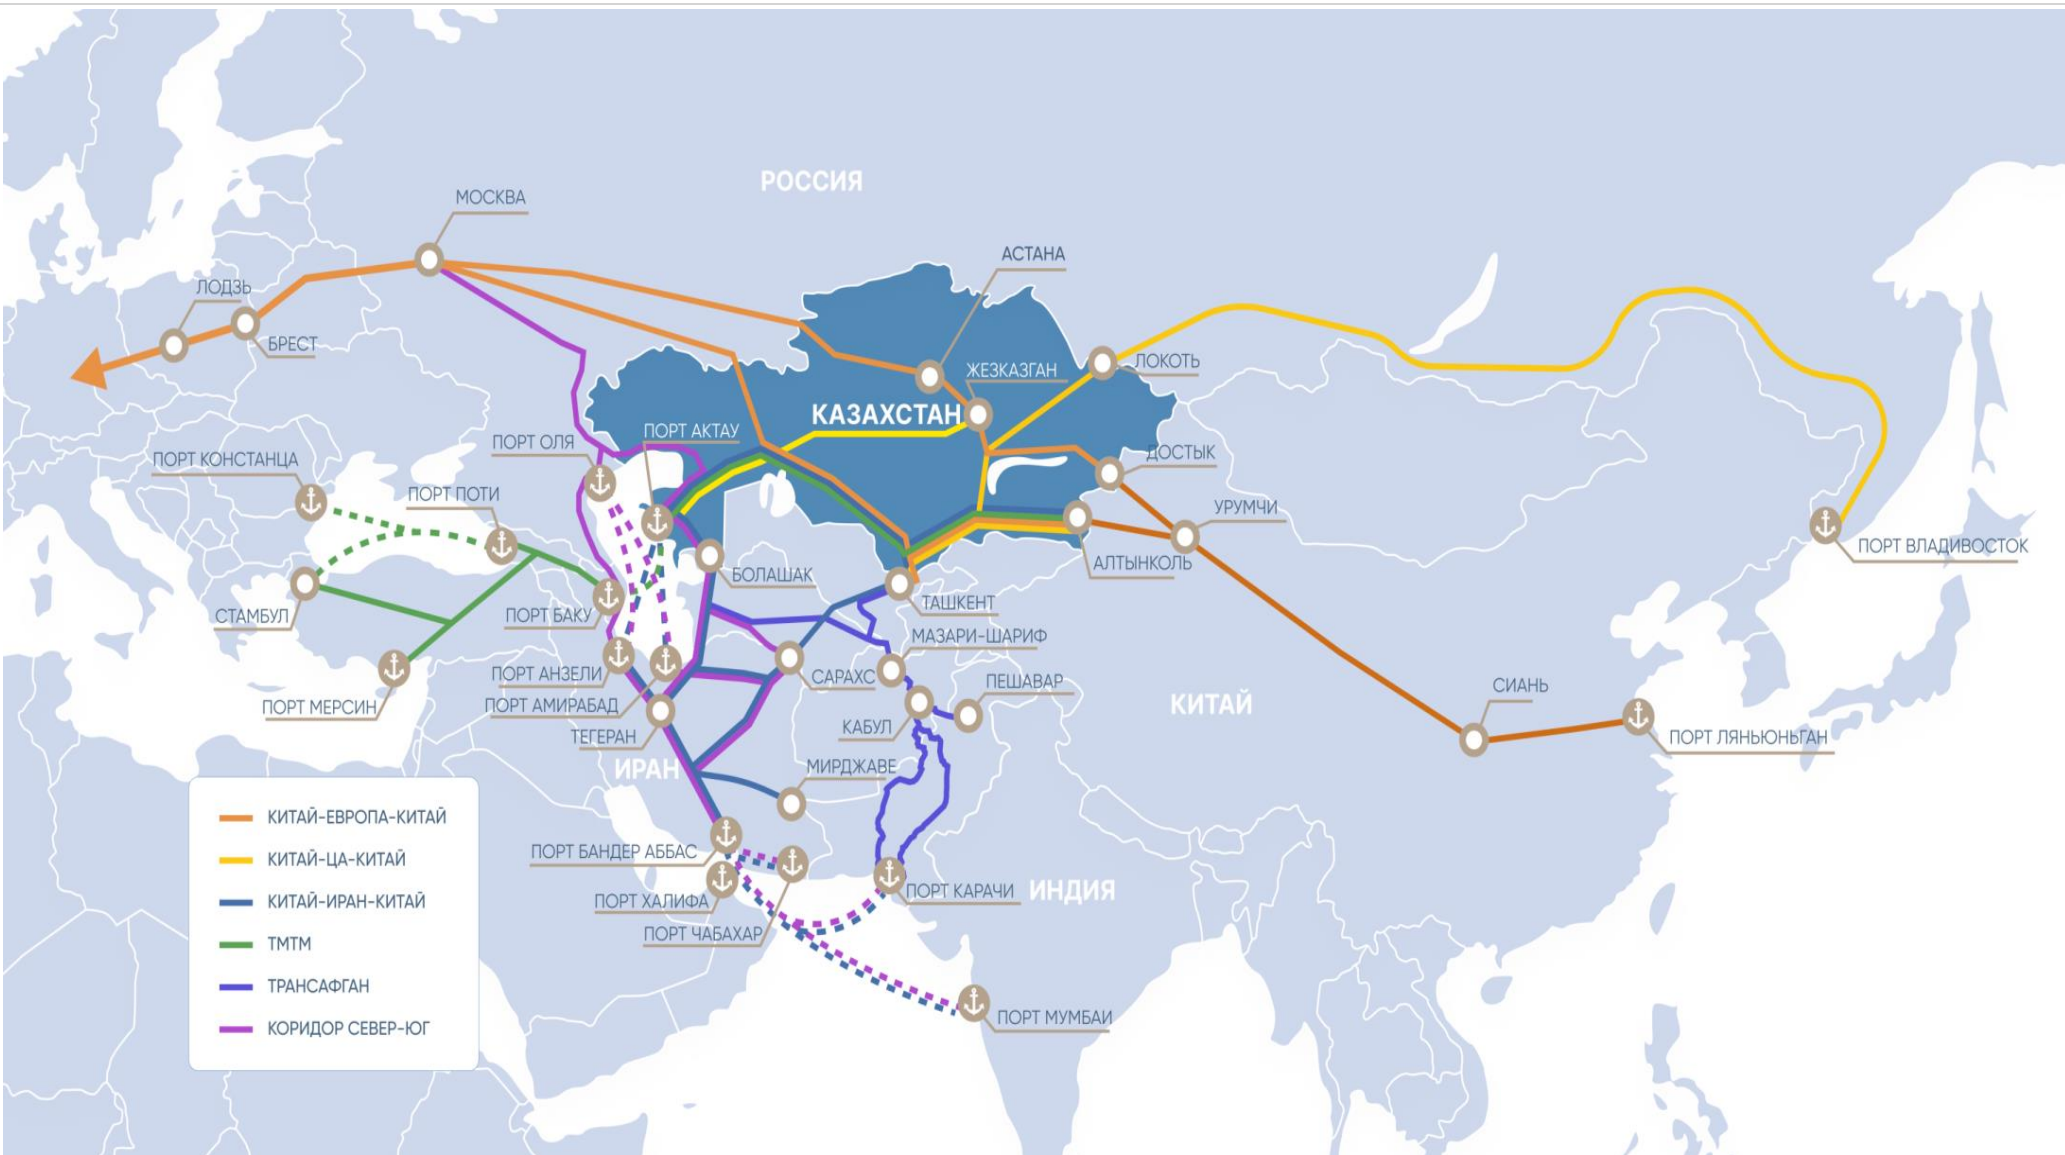 РОССИЯ
МОСКВА
АСТАНА
ЛОДЗЬ
БРЕСТ
ЛОКОТЬ
ЖЕЗКАЗГАН
КАЗАХСТАН
ПОРТ АКТАУ
ПОРТ ОЛЯ
ДОСТЫК
ПОРТ КОНСТАНЦА
ПОРТ ПОТИ
УРУМЧИ
ПОРТ ВЛАДИВОСТОК
АЛТЫНКОЛЬ
БОЛАШАК
ТАШКЕНТ
СТАМБУЛ
ПОРТ БАКУ
МАЗАРИ-ШАРИФ
ПОРТ АНЗЕЛИ
САРАХС
ПЕШАВАР
СИАНЬ
ПОРТ МЕРСИН
ПОРТ АМИРАБАД
КИТАЙ
КАБУЛ
ТЕГЕРАН
ПОРТ ЛЯНЬЮНЬГАН
ИРАН
МИРДЖАВЕ
ПОРТ БАНДЕР АББАС
ПОРТ КАРАЧИ
ИНДИЯ
ПОРТ ХАЛИФА
ПОРТ ЧАБАХАР
ПОРТ МУМБАИ
КИТАЙ-ЕВРОПА-КИТАЙ
КИТАЙ-ЦА-КИТАЙ
КИТАЙ-ИРАН-КИТАЙ
ТМТМ
ТРАНСАФГАН
КОРИДОР СЕВЕР-ЮГ